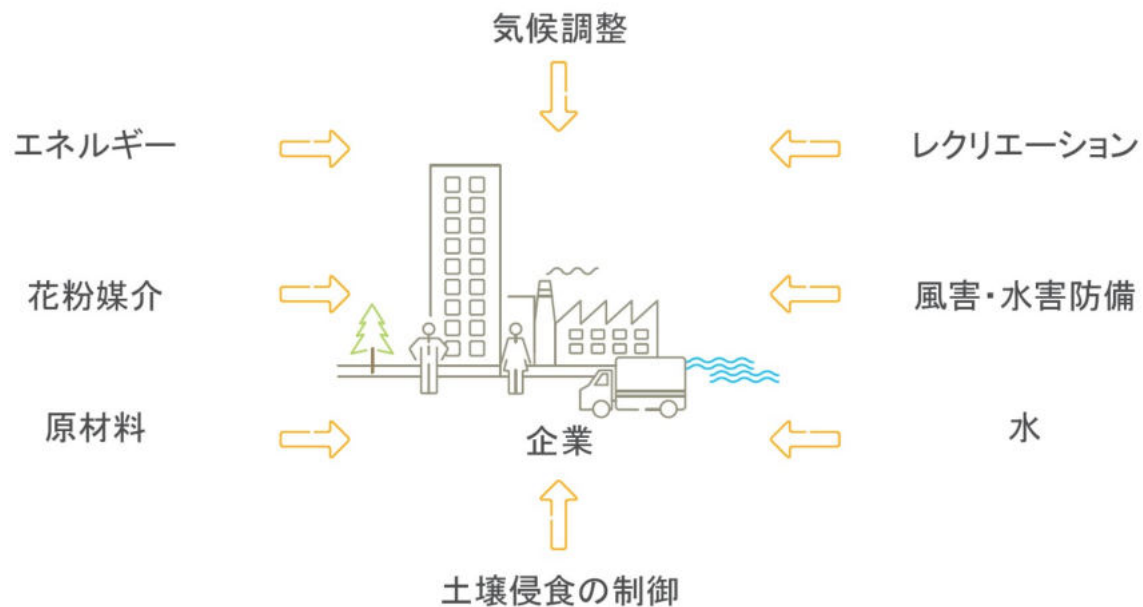 気候調整
エネルギー
レクリエーション
花粉媒介
風害・水害防備
原材料
水
企業
土壌侵食の制御